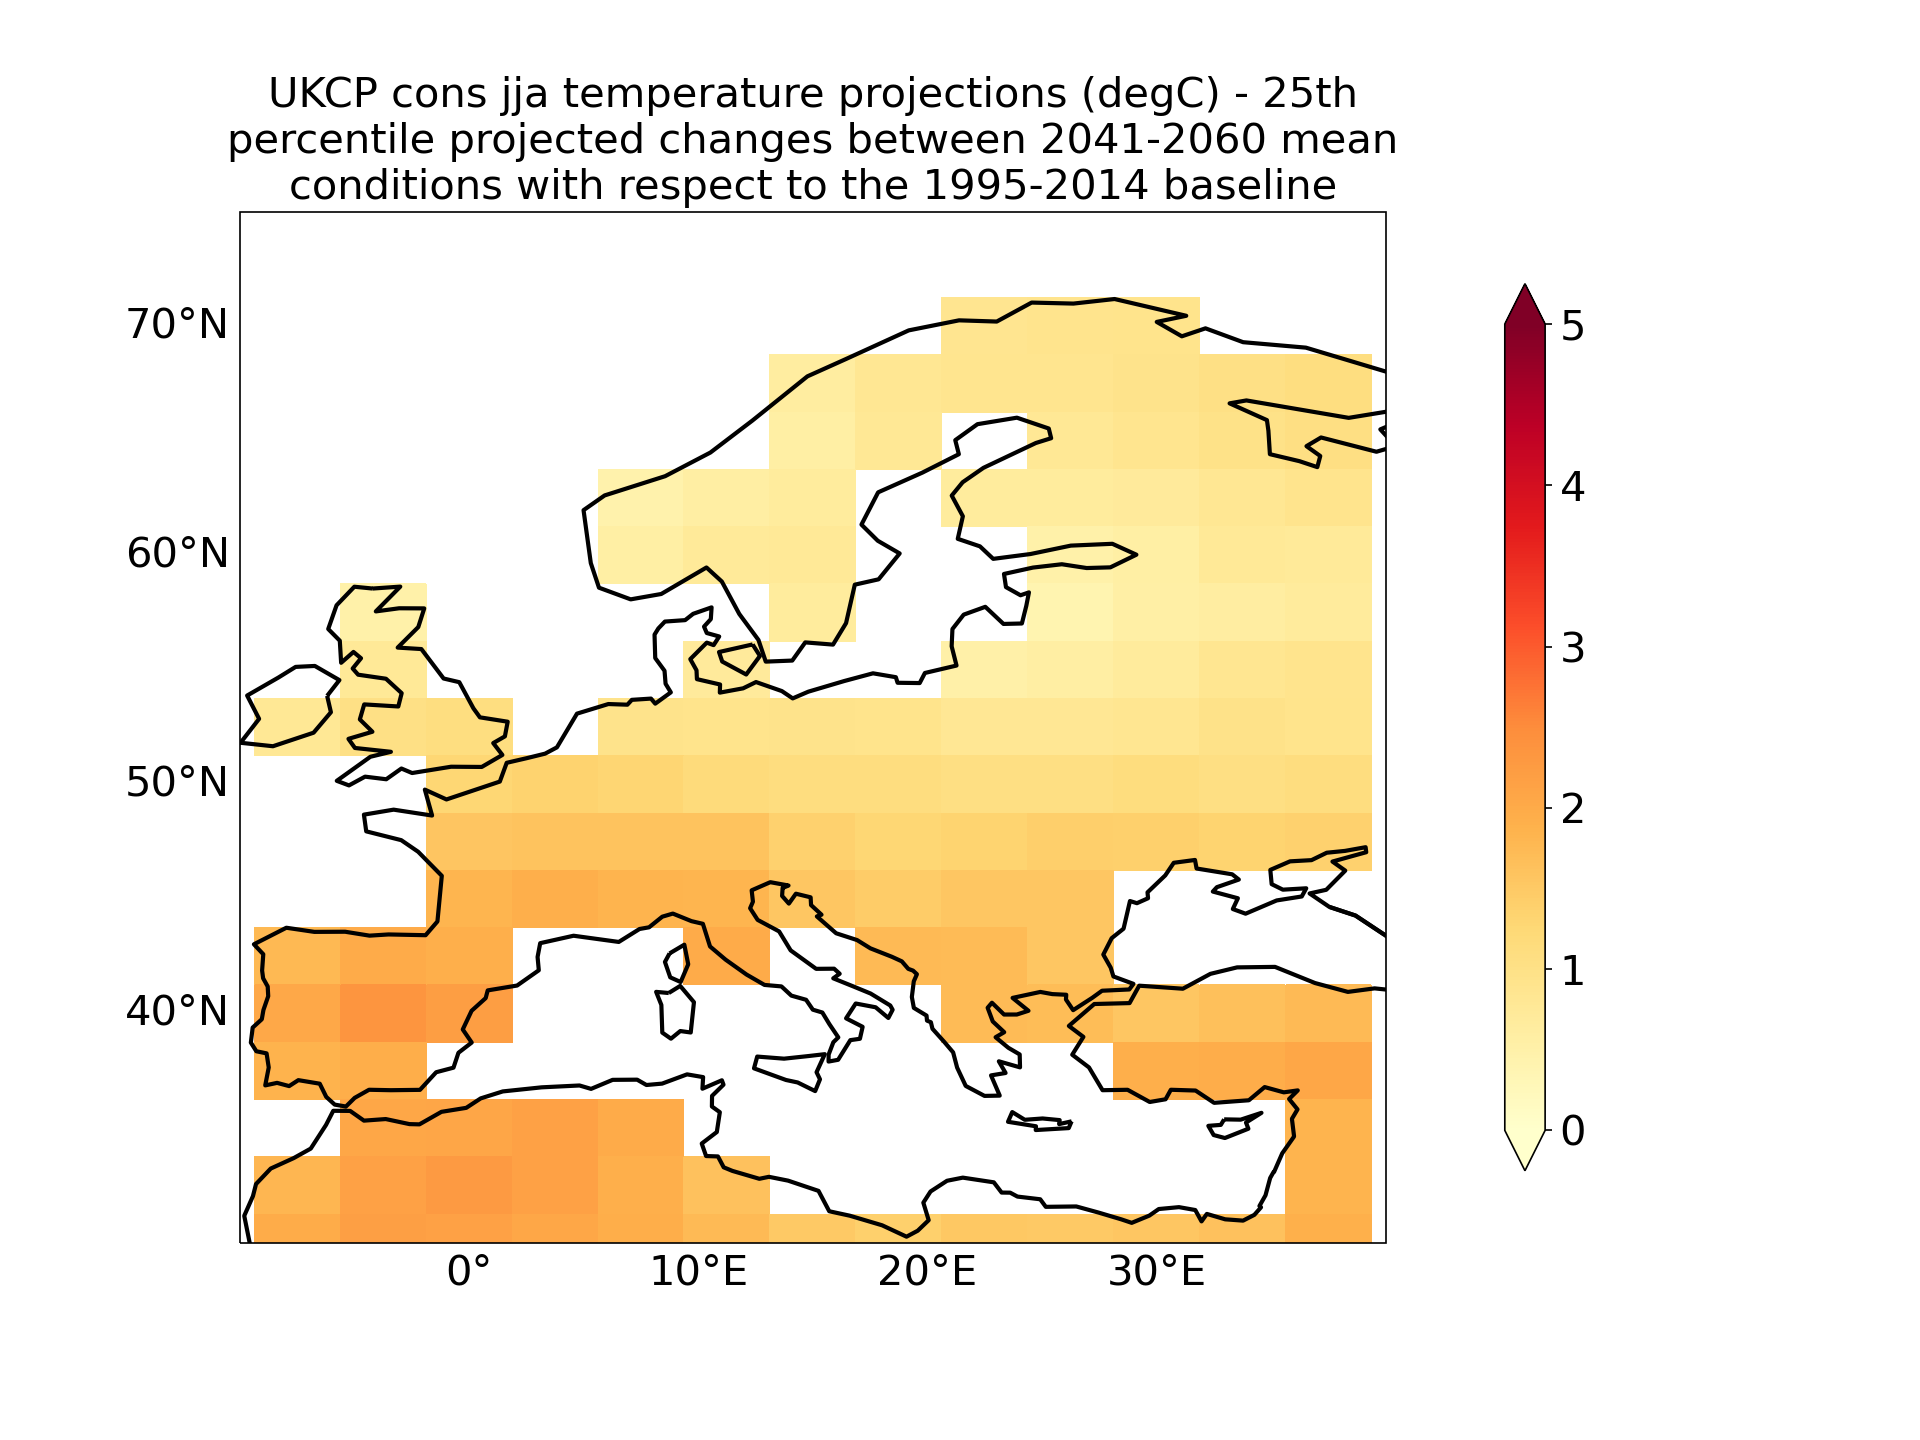 UKCP cons jja temperature projections (degC) - 25th
percentile projected changes between 2041-2060 mean
conditions with respect to the 1995-2014 baseline
70°N
60°N
50°N
40°N
0°
10°E
20°E
30°E
5
4
3
2
1
0